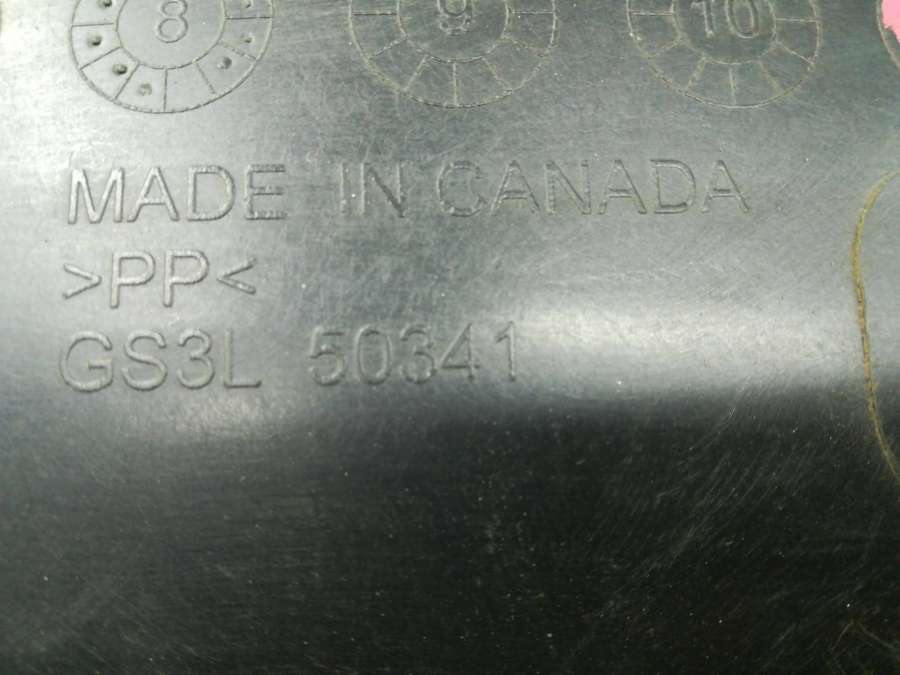 8 9 10
MADE IN CANADA
>PP<
GS3L 50341